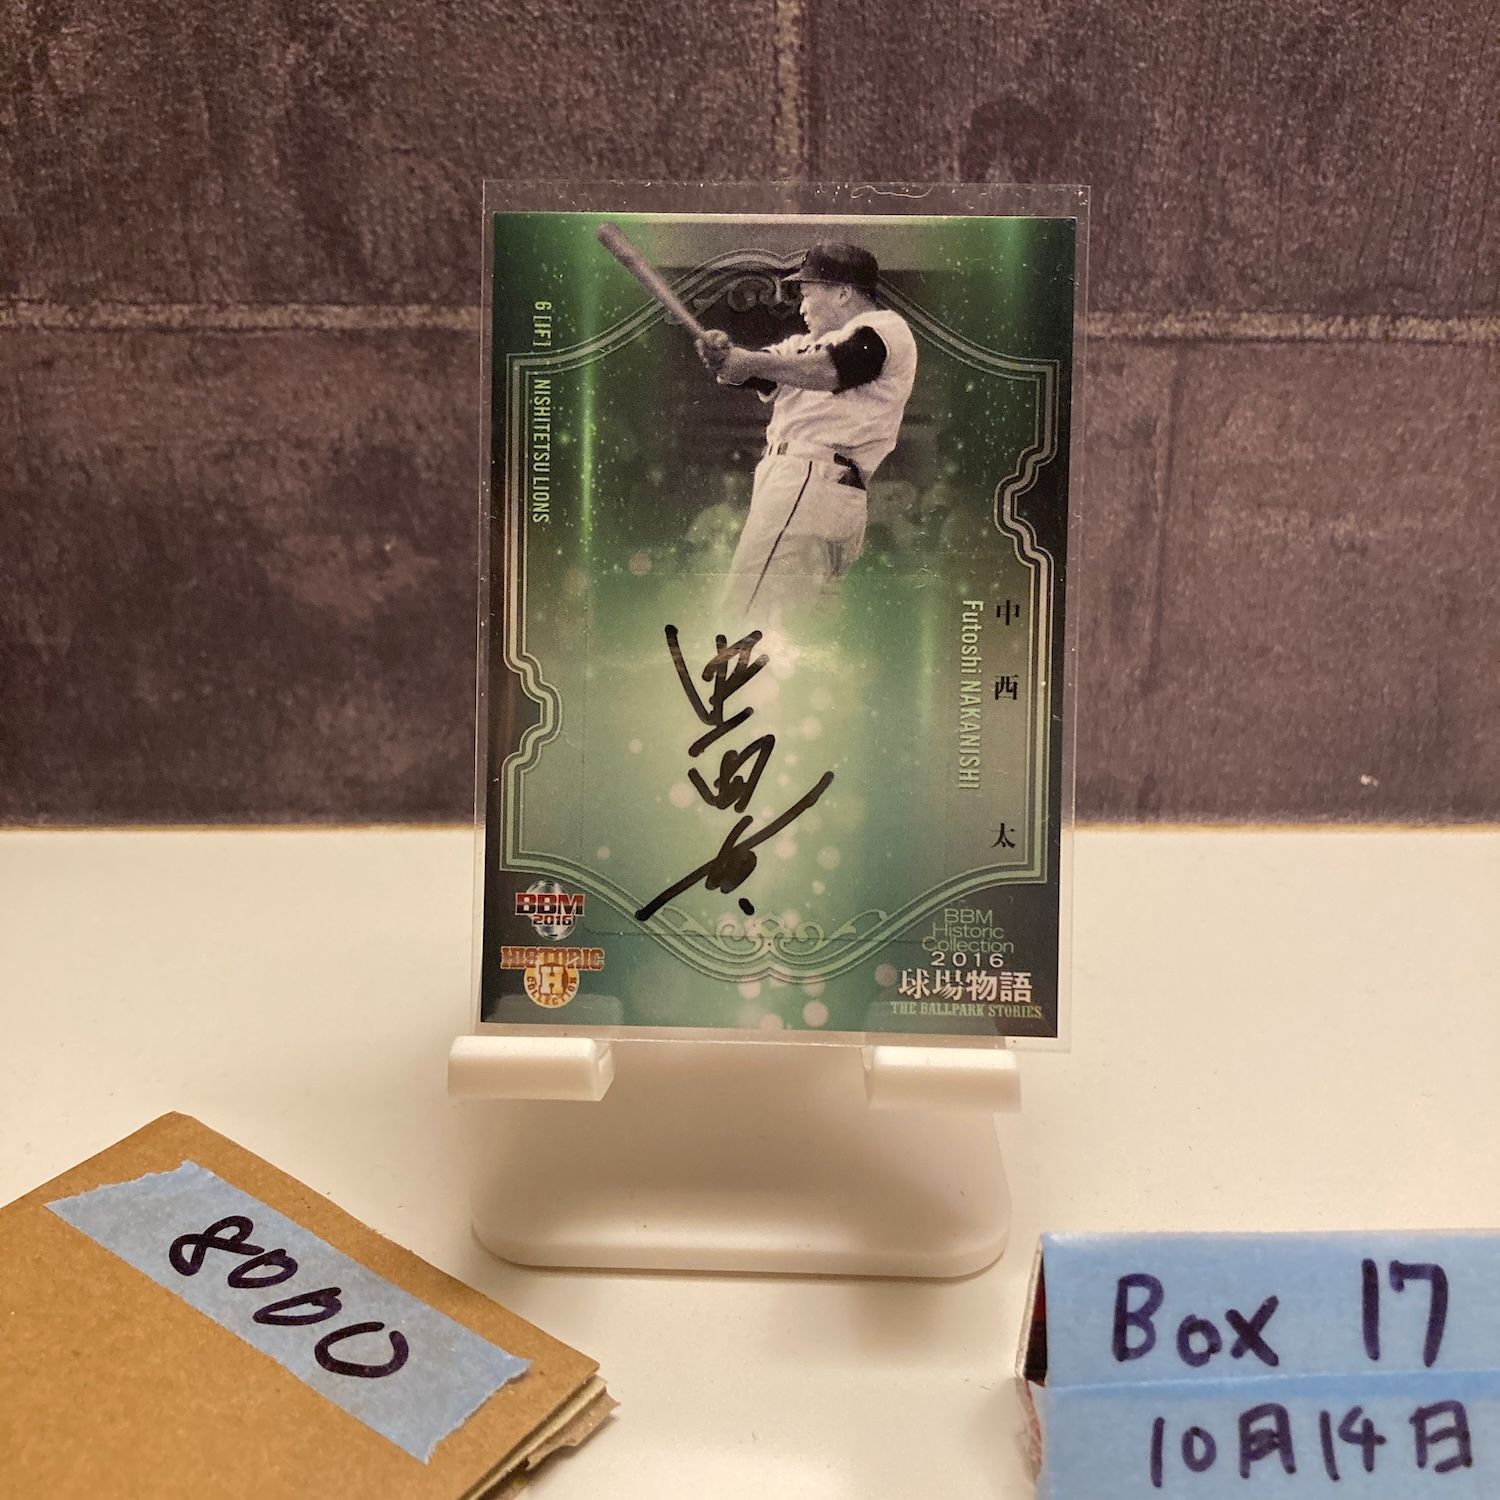 6 [IF] NISHITETSU LIONS
中西 太
Futoshi NAKANISHI
BBM
2016
HISTORIC
H
COLLECTION
BBM
Historic
Collection
2016
球場物語
THE BALLPARK STORIES
8000
Box 17
10月14日